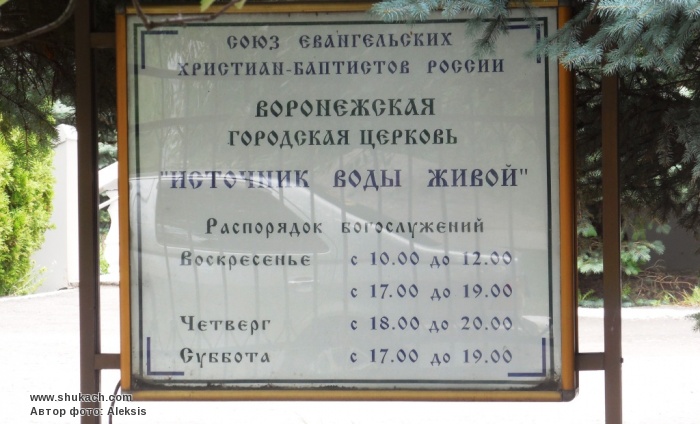 СОЮЗ ЕВАНГЕЛЬСКИХ
ХРИСТИАН-БАПТИСТОВ РОССИИ
ВОРОНЕЖСКАЯ
ГОРОДСКАЯ ЦЕРКОВЬ
"ИСТОЧНИК ВОДЫ ЖИВОЙ"
Распорядок богослужений
Воскресенье с 10.00 до 12.00
с 17.00 до 19.00
Четверг с 18.00 до 20.00
Суббота с 17.00 до 19.00
www.shukach.com
Автор фото: Aleksis